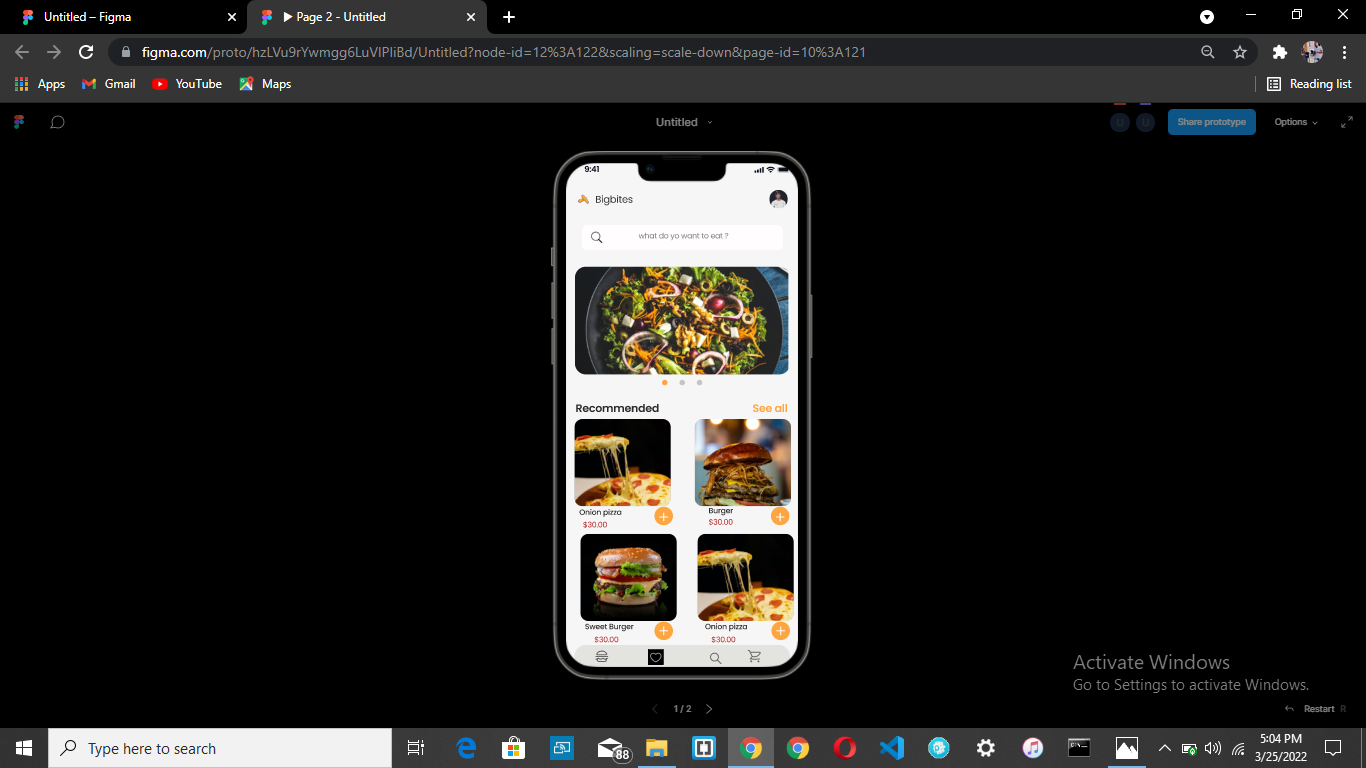 Untitled – Figma
Page 2 - Untitled
figma.com/proto/hzLVu9rYwmgg6LuVlPliBd/Untitled?node-id=12%3A122&scaling=scale-down&page-id=10%3A121
Apps
Gmail
YouTube
Maps
Reading list
Untitled
U
U
Share prototype
Options
9:41
Bigbites
what do yo want to eat ?
Recommended
See all
Onion pizza
$30.00
Burger
$30.00
Sweet Burger
$30.00
Onion pizza
$30.00
Activate Windows
Go to Settings to activate Windows.
1 / 2
Restart R
Type here to search
88
5:04 PM
3/25/2022